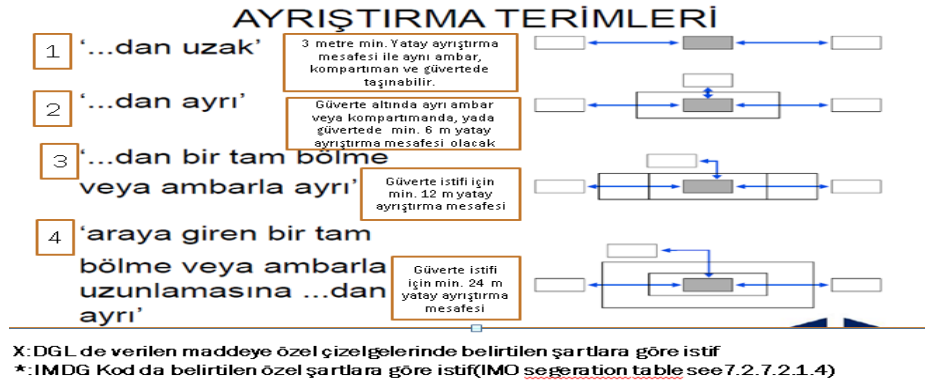 AYRIŞTIRMA TERİMLERİ
1
‘...dan uzak’
3 metre min. Yatay ayrıştırma
mesafesi ile aynı ambar,
kompartıman ve güvertede
taşınabilir.
2
‘...dan ayrı’
Güverte altında ayrı ambar
veya kompartımanda, yada
güvertede min. 6 m yatay
ayrıştırma mesafesi olacak
3
‘...dan bir tam bölme
veya ambarla ayrı’
Güverte istifi için
min. 12 m yatay
ayrıştırma mesafesi
4
‘araya giren bir tam
bölme veya ambarla
uzunlamasına ...dan
ayrı’
Güverte istifi
için min. 24 m
yatay ayrıştırma
mesafesi
X:DGL de verilen maddeye özel çizelgelerinde belirtilen şartlara göre istif
*:IMDG Kod da belirtilen özel şartlara göre istif(IMO segeration table see7.2.7.2.1.4)